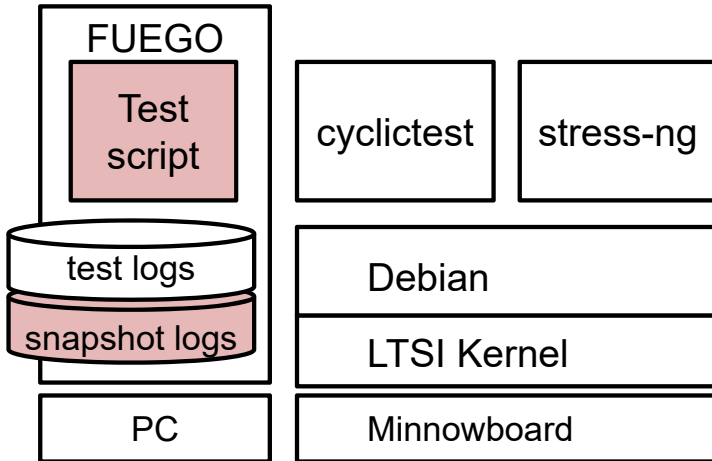 FUEGO
Test
script
cyclictest
stress-ng
test logs
snapshot logs
Debian
LTSI Kernel
PC
Minnowboard